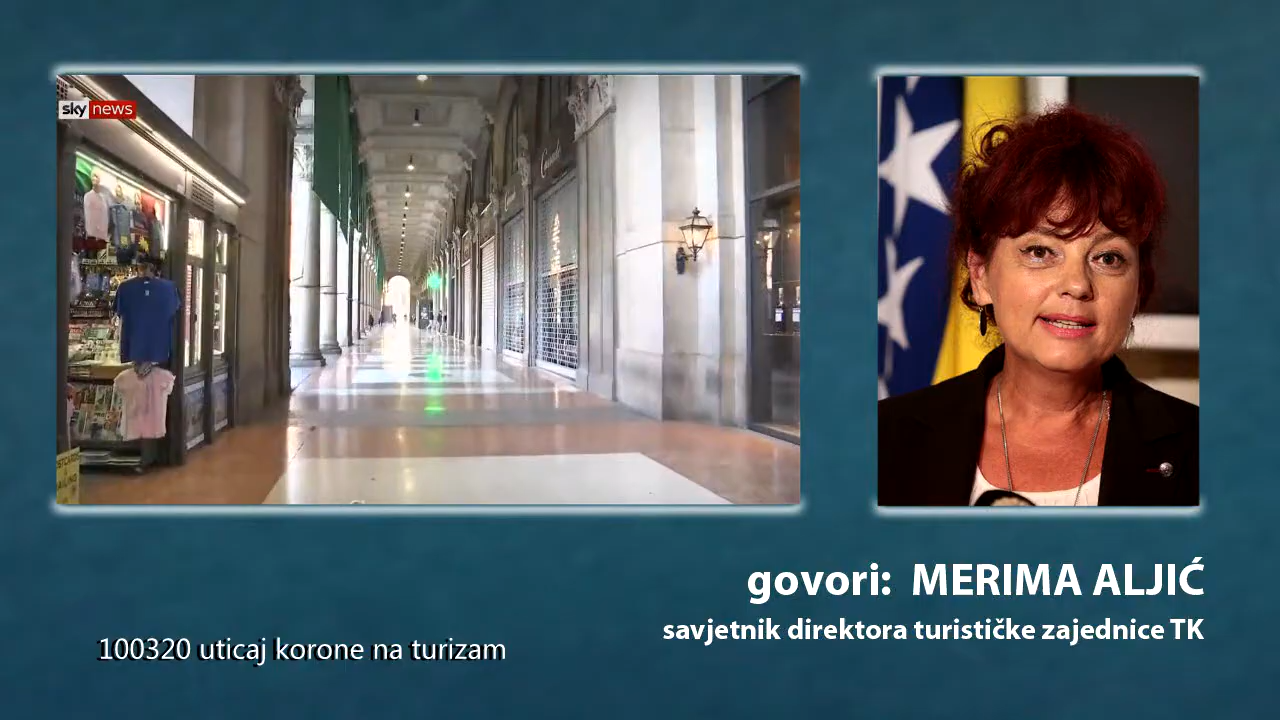 sky news
govori: MERIMA ALJIĆ
savjetnik direktora turističke zajednice TK
100320 uticaj korone na turizam